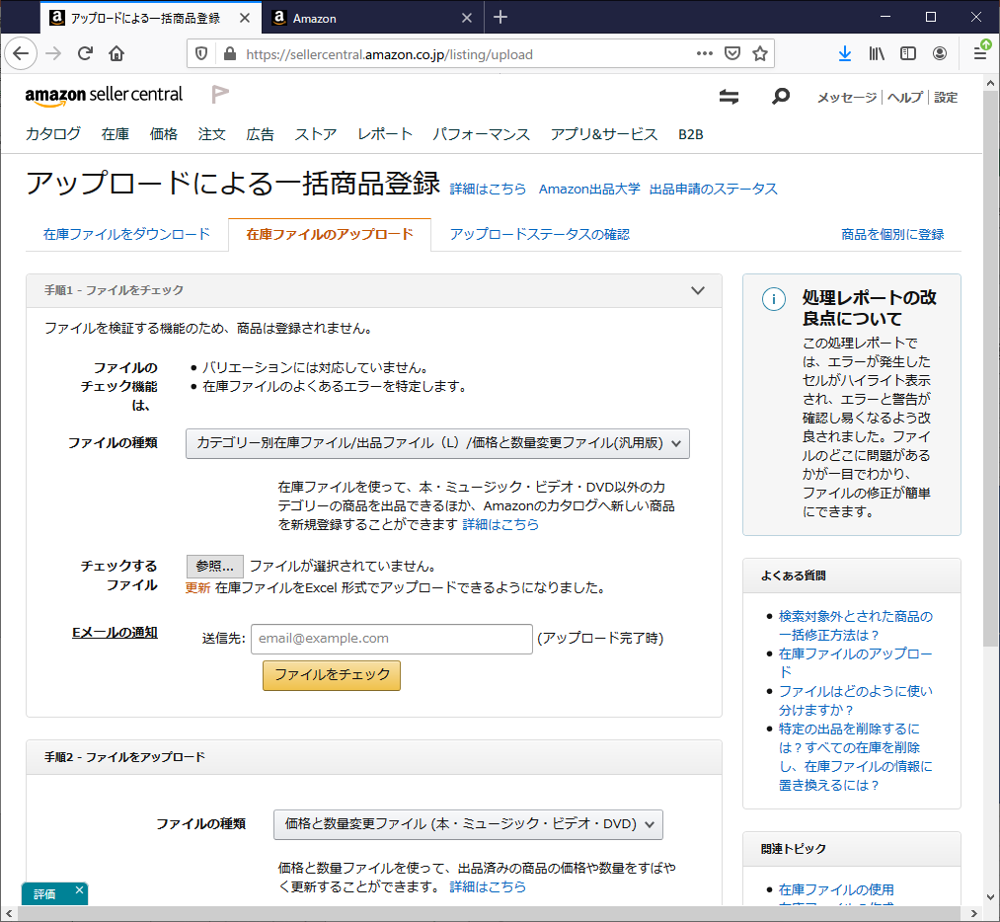 アップロードによる一括商品登録
Amazon
https://sellercentral.amazon.co.jp/listing/upload
amazon seller central
メッセージ | ヘルプ | 設定
カタログ 在庫 価格 注文 広告 ストア レポート パフォーマンス アプリ&サービス B2B
アップロードによる一括商品登録 詳細はこちら Amazon出品大学 出品申請のステータス
在庫ファイルをダウンロード 在庫ファイルのアップロード アップロードステータスの確認 商品を個別に登録
手順1 - ファイルをチェック
ファイルを検証する機能のため、商品は登録されません。
ファイルの
チェック機能
は、
• バリエーションには対応していません。
• 在庫ファイルのよくあるエラーを特定します。
ファイルの種類
カテゴリー別在庫ファイル/出品ファイル（L）/価格と数量変更ファイル(汎用版)
在庫ファイルを使って、本・ミュージック・ビデオ・DVD以外のカ
テゴリーの商品を出品できるほか、Amazonのカタログへ新しい商品
を新規登録することができます 詳細はこちら
チェックする
ファイル
参照... ファイルが選択されていません。
更新 在庫ファイルをExcel 形式でアップロードできるようになりました。
Eメールの通知
送信先: email@example.com (アップロード完了時)
ファイルをチェック
手順2 - ファイルをアップロード
ファイルの種類
価格と数量変更ファイル (本・ミュージック・ビデオ・DVD)
価格と数量ファイルを使って、出品済みの商品の価格や数量をすばや
く更新することができます。 詳細はこちら
評価
処理レポートの改
良点について
この処理レポートで
は、エラーが発生した
セルがハイライト表示
され、エラーと警告が
確認し易くなるよう改
良されました。ファイ
ルのどこに問題がある
かが一目でわかり、
ファイルの修正が簡単
にできます。
よくある質問
• 検索対象外とされた商品の
一括修正方法は？
• 在庫ファイルのアップロー
ド
• ファイルはどのように使い
分けますか？
• 特定の出品を削除するに
は？すべての在庫を削除
し、在庫ファイルの情報に
置き換えるには？
関連トピック
• 在庫ファイルの使用